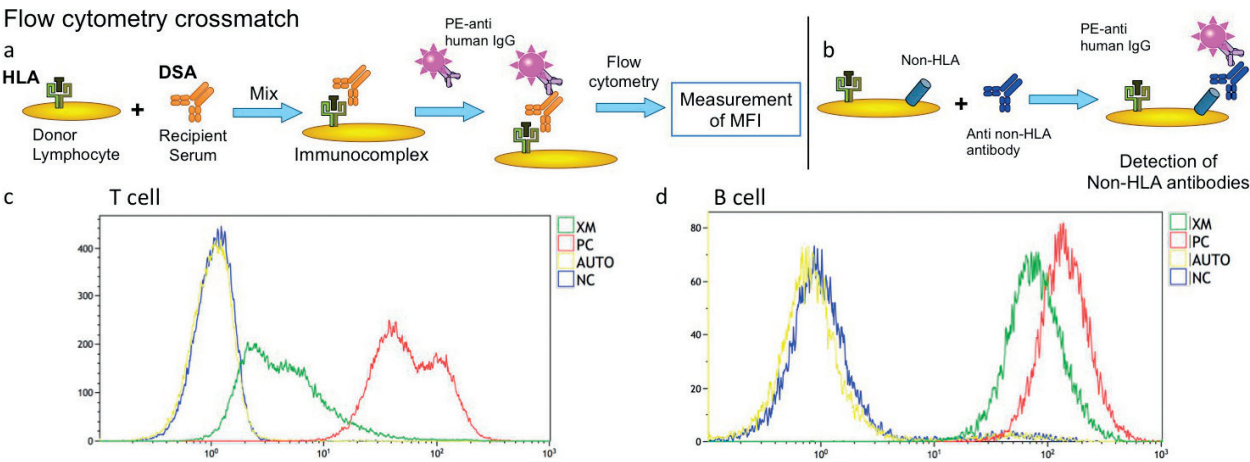 Flow cytometry crossmatch
a
HLA
DSA
Donor
Lymphocyte
+
Recipient
Serum
Mix
Immunocomplex
PE-anti
human IgG
Flow
cytometry
Measurement
of MFI
b
Non-HLA
+
Anti non-HLA
antibody
PE-anti
human IgG
Detection of
Non-HLA antibodies
c
T cell
400
300
200
100
0
10⁰
10¹
10²
10³
XM
PC
AUTO
NC
d
B cell
80
60
40
20
0
10⁰
10¹
10²
10³
XM
PC
AUTO
NC